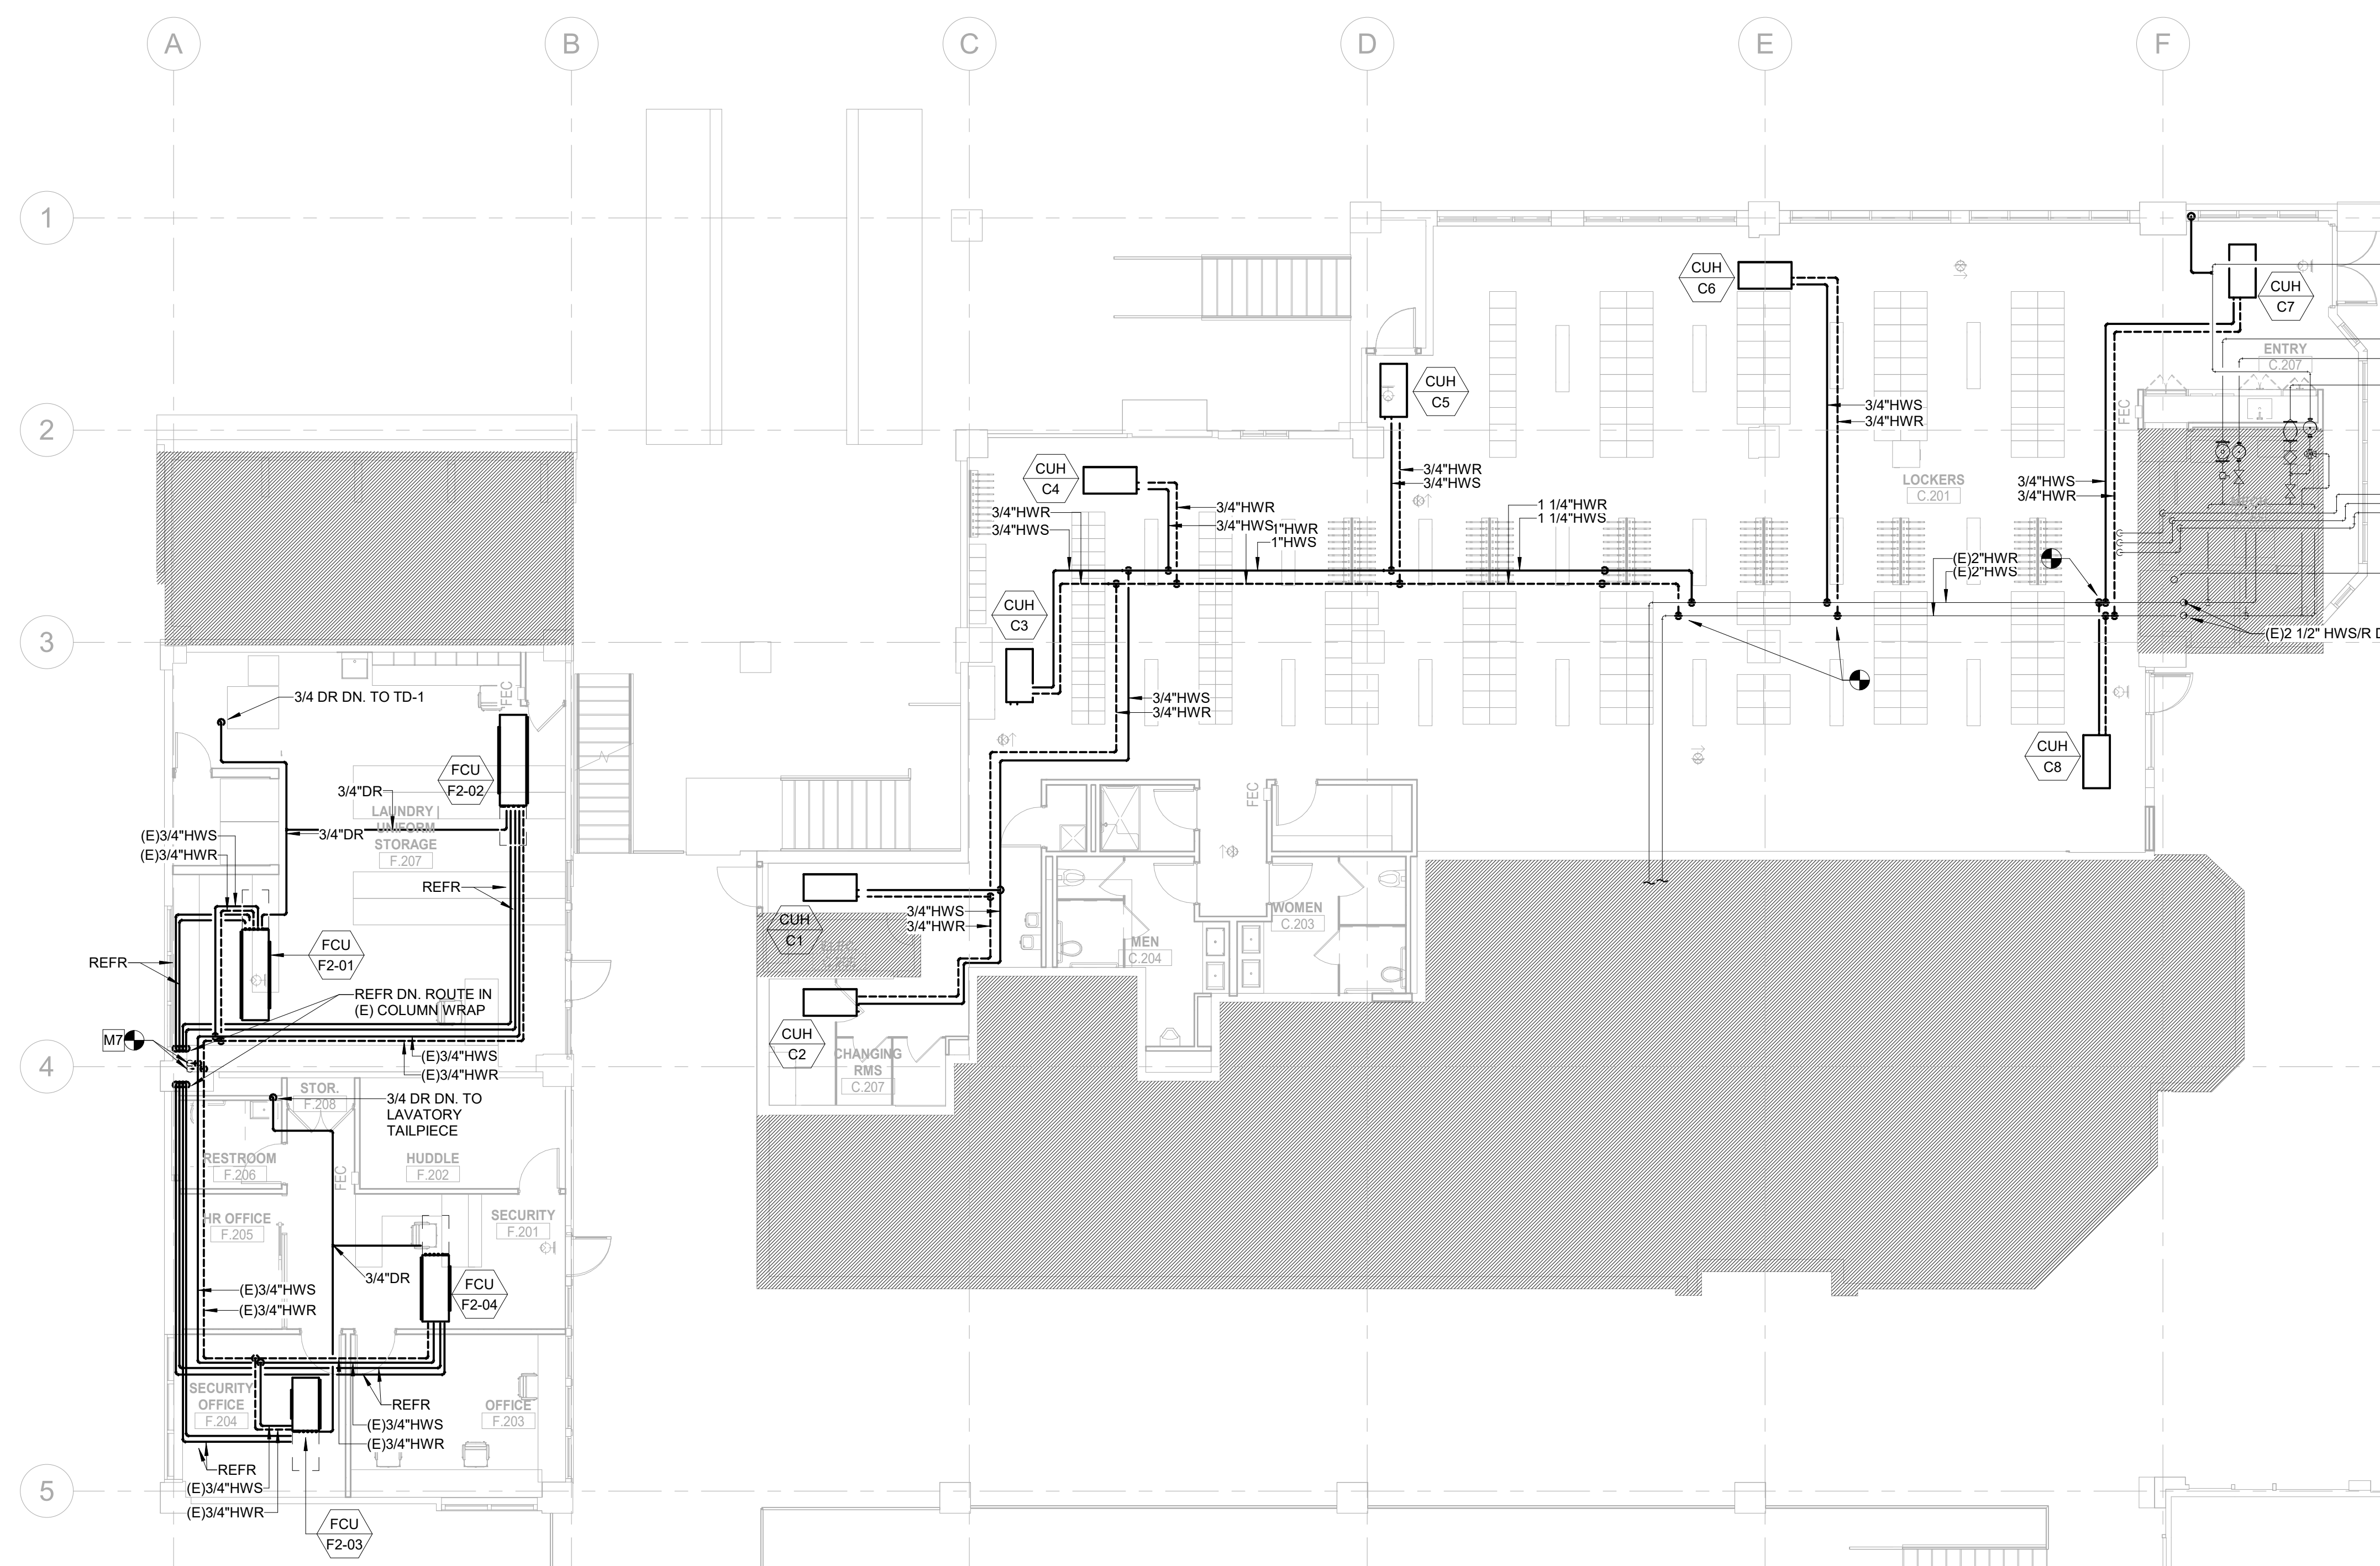 A
B
C
D
E
F
1
CUH
C6
CUH
C7
ENTRY
C.207
CUH
C5
3/4"HWS
3/4"HWR
FEC
2
CUH
C4
3/4"HWR
3/4"HWS
LOCKERS
C.201
3/4"HWS
3/4"HWR
3/4"HWR
3/4"HWS
3/4"HWR
3/4"HWS
1"HWR
1"HWS
1 1/4"HWR
1 1/4"HWS
(E)2"HWR
(E)2"HWS
CUH
C3
3
(E)2 1/2" HWS/R D
FEC
3/4 DR DN. TO TD-1
3/4"HWS
3/4"HWR
CUH
C8
FCU
F2-02
3/4"DR
FEC
LAUNDRY |
UNIFORM
STORAGE
F.207
3/4"DR
(E)3/4"HWS
(E)3/4"HWR
REFR
CUH
C1
3/4"HWS
3/4"HWR
WOMEN
C.203
MEN
C.204
FCU
F2-01
REFR
REFR DN. ROUTE IN
(E) COLUMN WRAP
M7
CUH
C2
CHANGING
RMS
C.207
4
(E)3/4"HWS
(E)3/4"HWR
STOR.
F.208
3/4 DR DN. TO
LAVATORY
TAILPIECE
RESTROOM
F.206
FEC
HUDDLE
F.202
HR OFFICE
F.205
SECURITY
F.201
3/4"DR
FCU
F2-04
(E)3/4"HWS
(E)3/4"HWR
SECURITY
OFFICE
F.204
REFR
OFFICE
F.203
(E)3/4"HWS
(E)3/4"HWR
REFR
(E)3/4"HWS
(E)3/4"HWR
5
FCU
F2-03